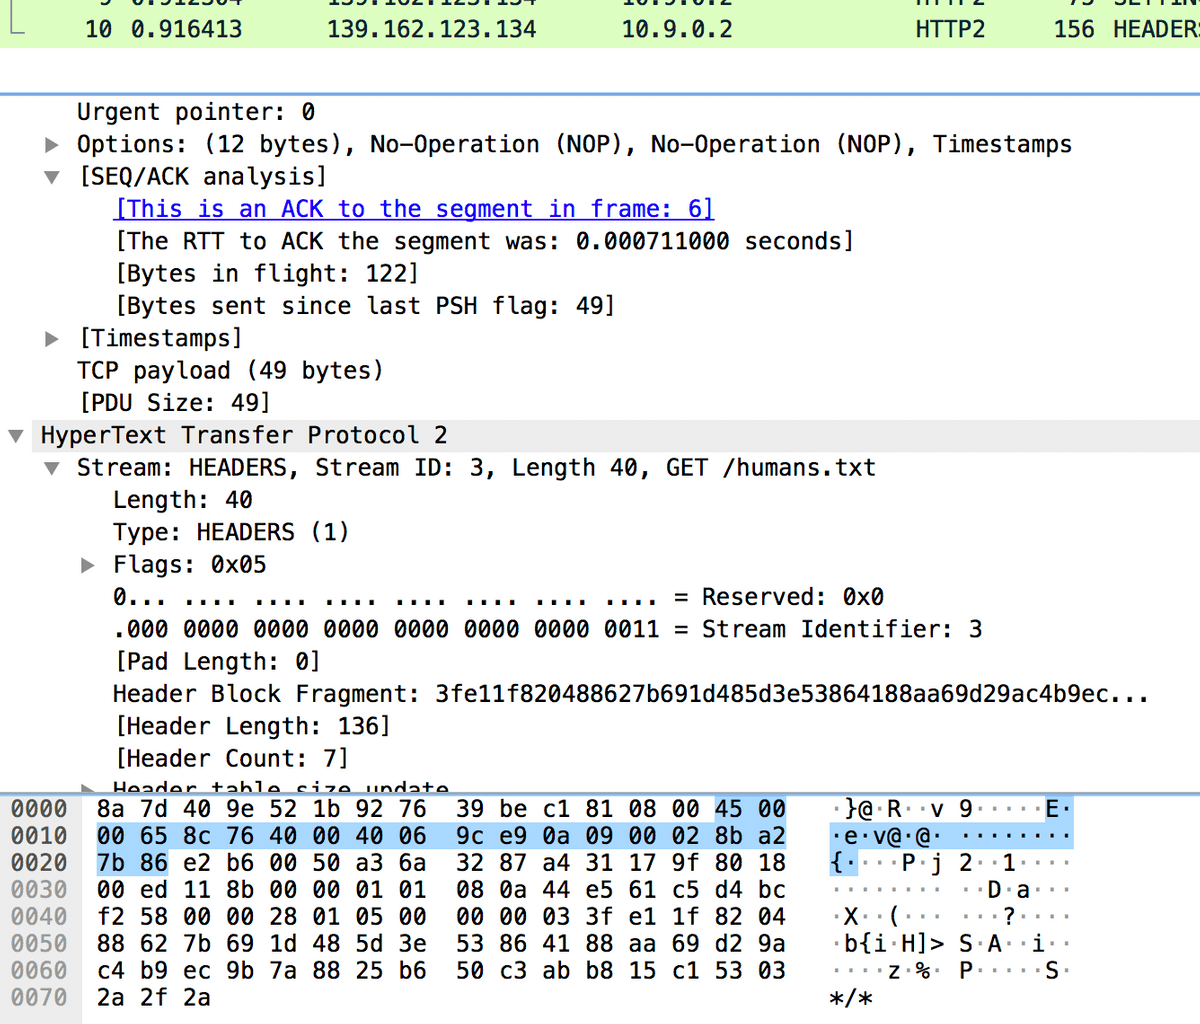 10 0.916413 139.162.123.134 10.9.0.2 HTTP2 156
Urgent pointer: 0
Options: (12 bytes), No-Operation (NOP), No-Operation (NOP), Timestamps
[SEQ/ACK analysis]
[This is an ACK to the segment in frame: 6]
[The RTT to ACK the segment was: 0.000711000 seconds]
[Bytes in flight: 122]
[Bytes sent since last PSH flag: 49]
[Timestamps]
TCP payload (49 bytes)
[PDU Size: 49]
HyperText Transfer Protocol 2
Stream: HEADERS, Stream ID: 3, Length 40, GET /humans.txt
Length: 40
Type: HEADERS (1)
Flags: 0x05
0... .... .... .... .... .... .... .... = Reserved: 0x0
.000 0000 0000 0000 0000 0000 0000 0011 = Stream Identifier: 3
[Pad Length: 0]
Header Block Fragment: 3fe11f820488627b691d485d3e53864188aa69d29ac4b9ec...
[Header Length: 136]
[Header Count: 7]
Header table size update
0000 8a 7d 40 9e 52 1b 92 76 39 be c1 81 08 00 45 00 ·}@·R··v 9·····E·
0010 00 65 8c 76 40 00 40 06 9c e9 0a 09 00 02 8b a2 ·e·v@·@· ········
0020 7b 86 e2 b6 00 50 a3 6a 32 87 a4 31 17 9f 80 18 {····P·j 2··1····
0030 00 ed 11 8b 00 00 01 01 08 0a 44 e5 61 c5 d4 bc ········ ··D·a···
0040 f2 58 00 00 28 01 05 00 00 00 03 3f e1 1f 82 04 ·X··(··· ···?····
0050 88 62 7b 69 1d 48 5d 3e 53 86 41 88 aa 69 d2 9a ·b{i·H]> S·A··i··
0060 c4 b9 ec 9b 7a 88 25 b6 50 c3 ab b8 15 c1 53 03 ····z·%· P·····S·
0070 2a 2f 2a */*